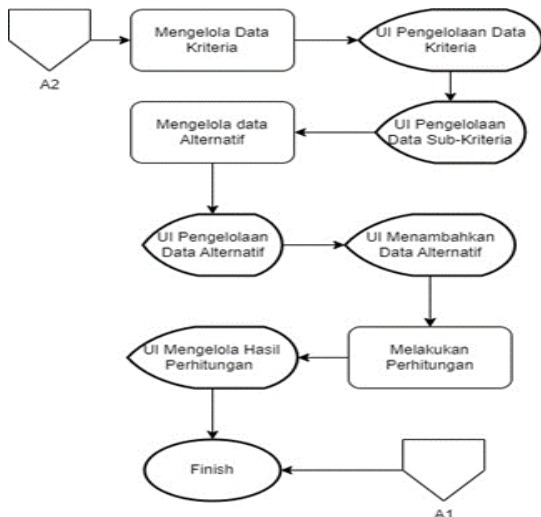 Mengelola Data
Kriteria
UI Pengelolaan Data
Kriteria
A2
Mengelola data
Alternatif
UI Pengelolaan
Data Sub-Kriteria
UI Pengelolaan
Data Alternatif
UI Menambahkan
Data Alternatif
UI Mengelola Hasil
Perhitungan
Melakukan
Perhitungan
Finish
A1